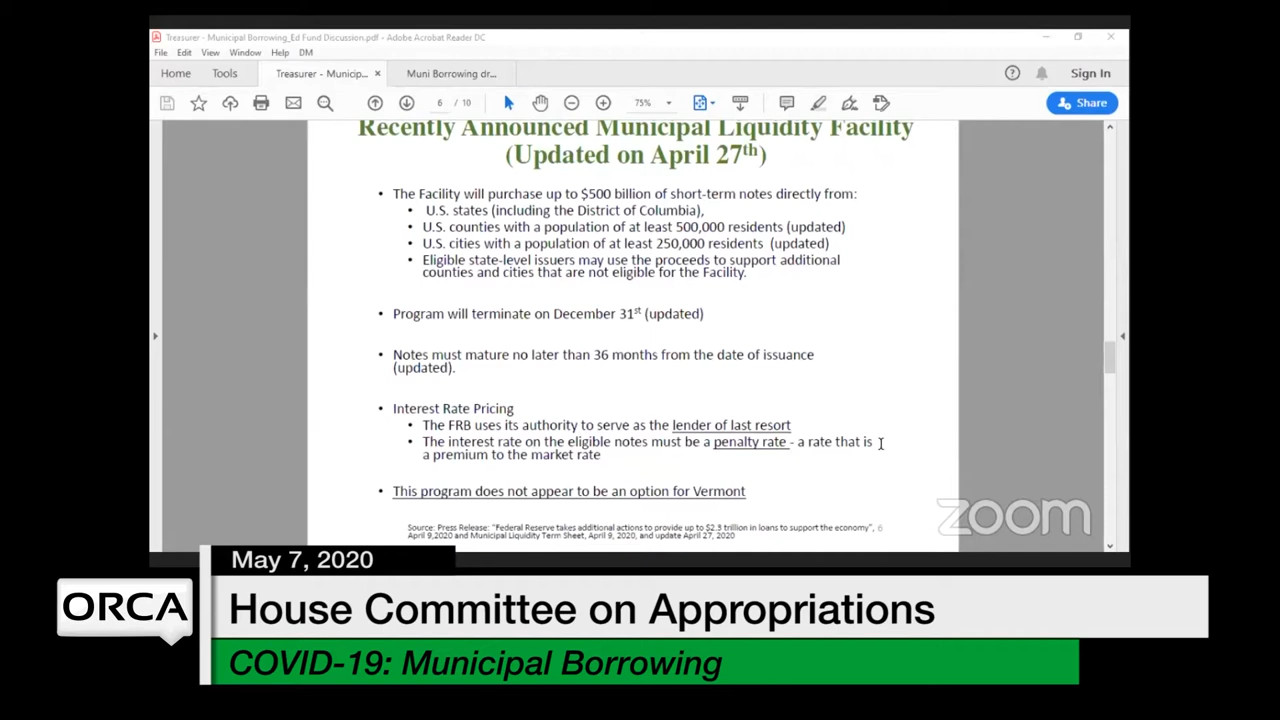 Treasurer - Municipal Borrowing_Ed Fund Discussion.pdf - Adobe Acrobat Reader DC
File Edit View Window Help DM
Home Tools Treasurer - Municip... × Muni Borrowing dr... Sign In
6 / 10 75% Share
Recently Announced Municipal Liquidity Facility
(Updated on April 27th)
• The Facility will purchase up to $500 billion of short-term notes directly from:
• U.S. states (including the District of Columbia),
• U.S. counties with a population of at least 500,000 residents (updated)
• U.S. cities with a population of at least 250,000 residents (updated)
• Eligible state-level issuers may use the proceeds to support additional
counties and cities that are not eligible for the Facility.
• Program will terminate on December 31st (updated)
• Notes must mature no later than 36 months from the date of issuance
(updated).
• Interest Rate Pricing
• The FRB uses its authority to serve as the lender of last resort
• The interest rate on the eligible notes must be a penalty rate - a rate that is
a premium to the market rate
• This program does not appear to be an option for Vermont
zoom
Source: Press Release: "Federal Reserve takes additional actions to provide up to $2.3 trillion in loans to support the economy", 6
April 9,2020 and Municipal Liquidity Term Sheet, April 9, 2020, and update April 27, 2020
May 7, 2020
ORCA
House Committee on Appropriations
COVID-19: Municipal Borrowing